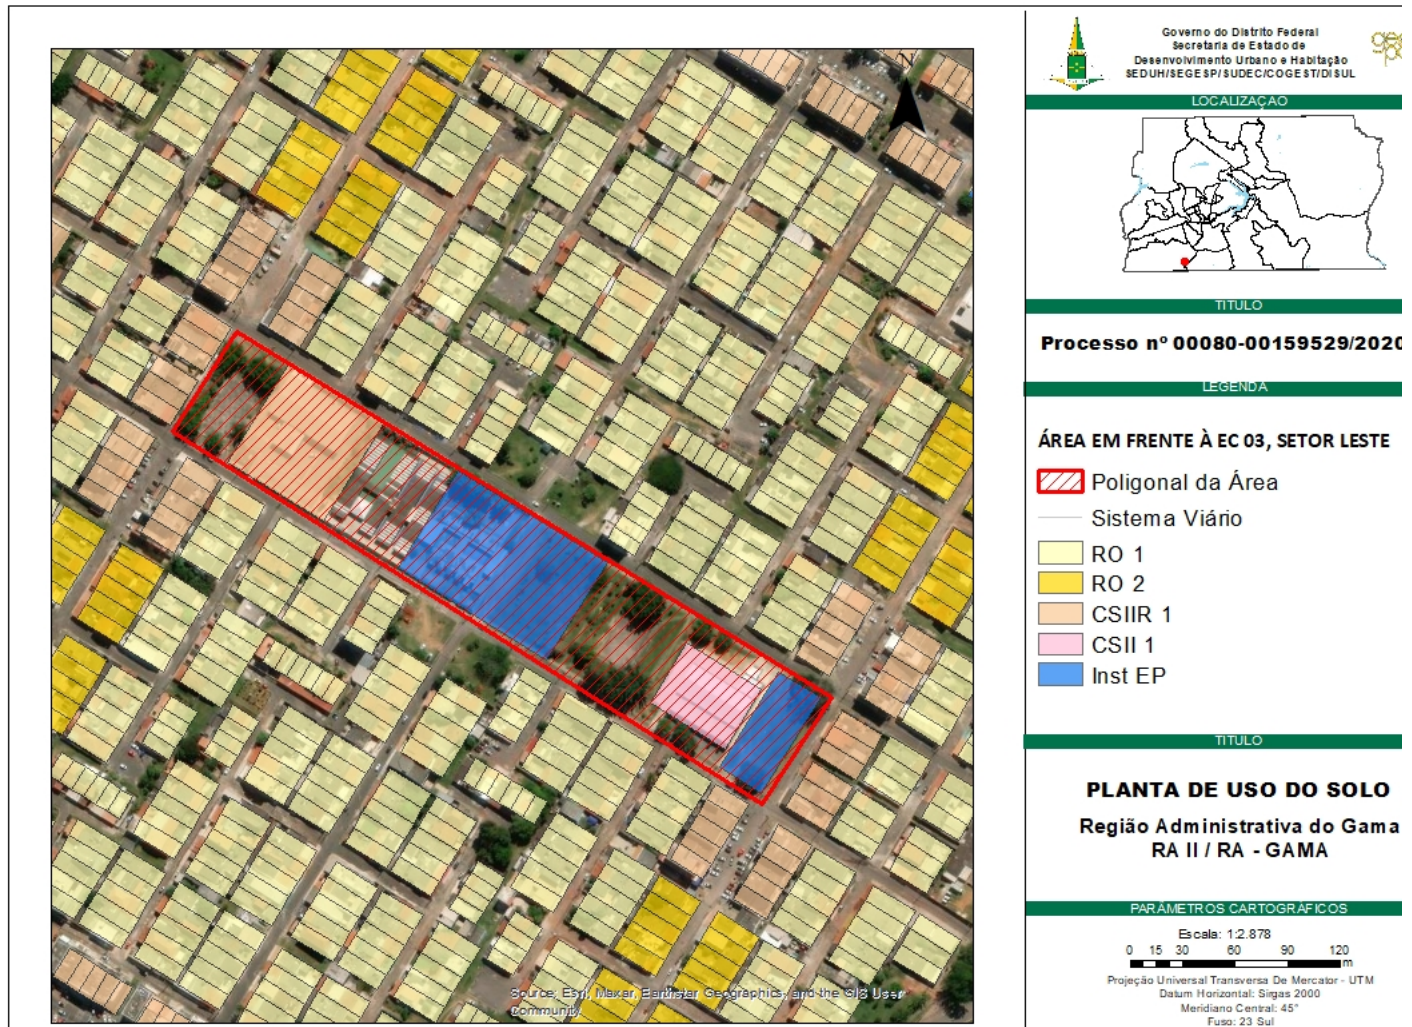 Governo do Distrito Federal
Secretaria de Estado de
Desenvolvimento Urbano e Habitação
SEDUH/SEGESP/SUDEC/COGEST/DISUL
LOCALIZAÇAO
TITULO
Processo nº 00080-00159529/2020
LEGENDA
ÁREA EM FRENTE À EC 03, SETOR LESTE
Poligonal da Área
Sistema Viário
RO 1
RO 2
CSIIR 1
CSII 1
Inst EP
TITULO
PLANTA DE USO DO SOLO
Região Administrativa do Gama
RA II / RA - GAMA
PARÂMETROS CARTOGRÁFICOS
Escala: 1:2.878
0 15 30 60 90 120
m
Projeção Universal Transversa De Mercator - UTM
Datum Horizontal: Sirgas 2000
Meridiano Central: 45°
Fuso: 23 Sul
Source: Esri, Maxar, Earthstar Geographics, and the GIS User
Community